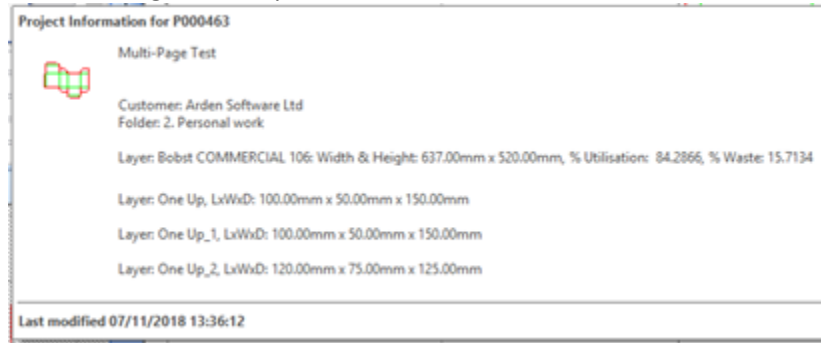 Project Information for P000463
Multi-Page Test
Customer: Arden Software Ltd
Folder: 2. Personal work
Layer: Bobst COMMERCIAL 106: Width & Height: 637.00mm x 520.00mm, % Utilisation:  84.2866, % Waste: 15.7134
Layer: One Up, LxWxD: 100.00mm x 50.00mm x 150.00mm
Layer: One Up_1, LxWxD: 100.00mm x 50.00mm x 150.00mm
Layer: One Up_2, LxWxD: 120.00mm x 75.00mm x 125.00mm
Last modified 07/11/2018 13:36:12